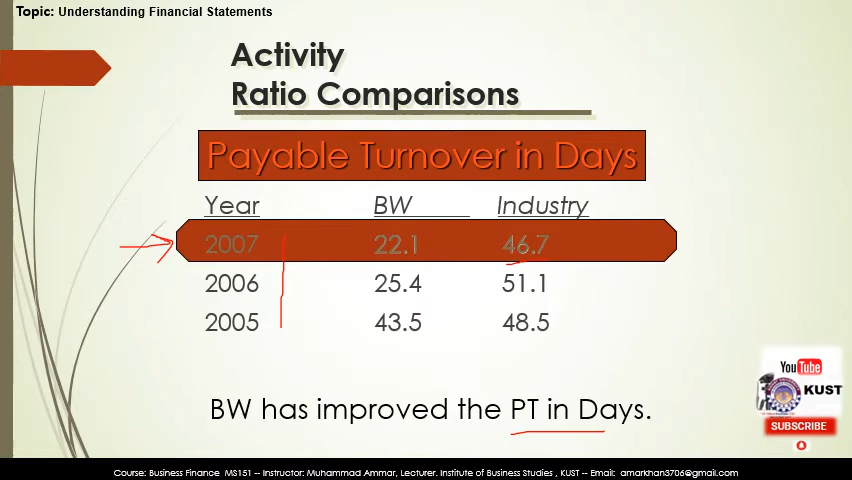 Topic: Understanding Financial Statements
Activity
Ratio Comparisons
Payable Turnover in Days
Year BW Industry
2007 22.1 46.7
2006 25.4 51.1
2005 43.5 48.5
BW has improved the PT in Days.
YouTube
KUST
SUBSCRIBE
Course: Business Finance MS151 -- Instructor: Muhammad Ammar, Lecturer. Institute of Business Studies , KUST -- Email: amarkhan3706@gmail.com